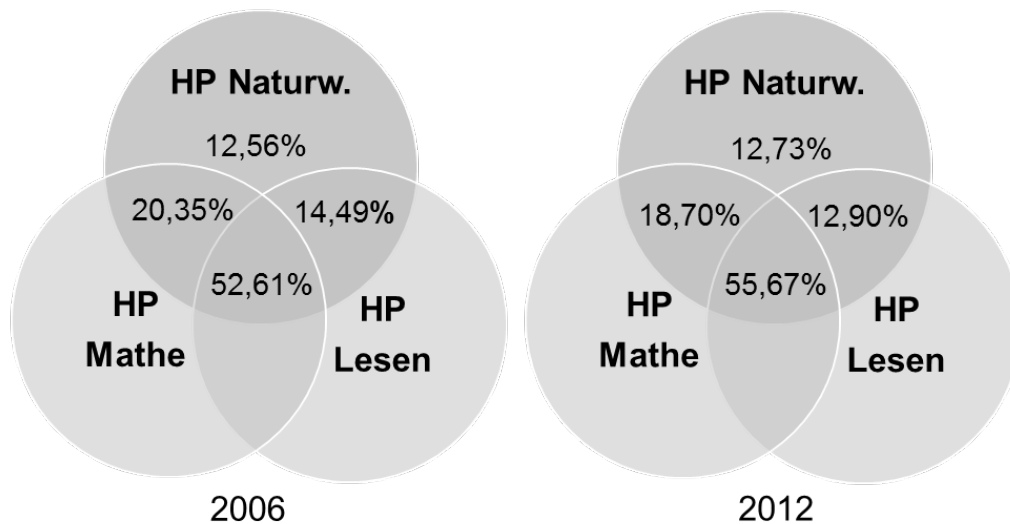 HP Naturw.
12,56%
20,35%
14,49%
52,61%
HP
Mathe
HP
Lesen
2006
HP Naturw.
12,73%
18,70%
12,90%
55,67%
HP
Mathe
HP
Lesen
2012